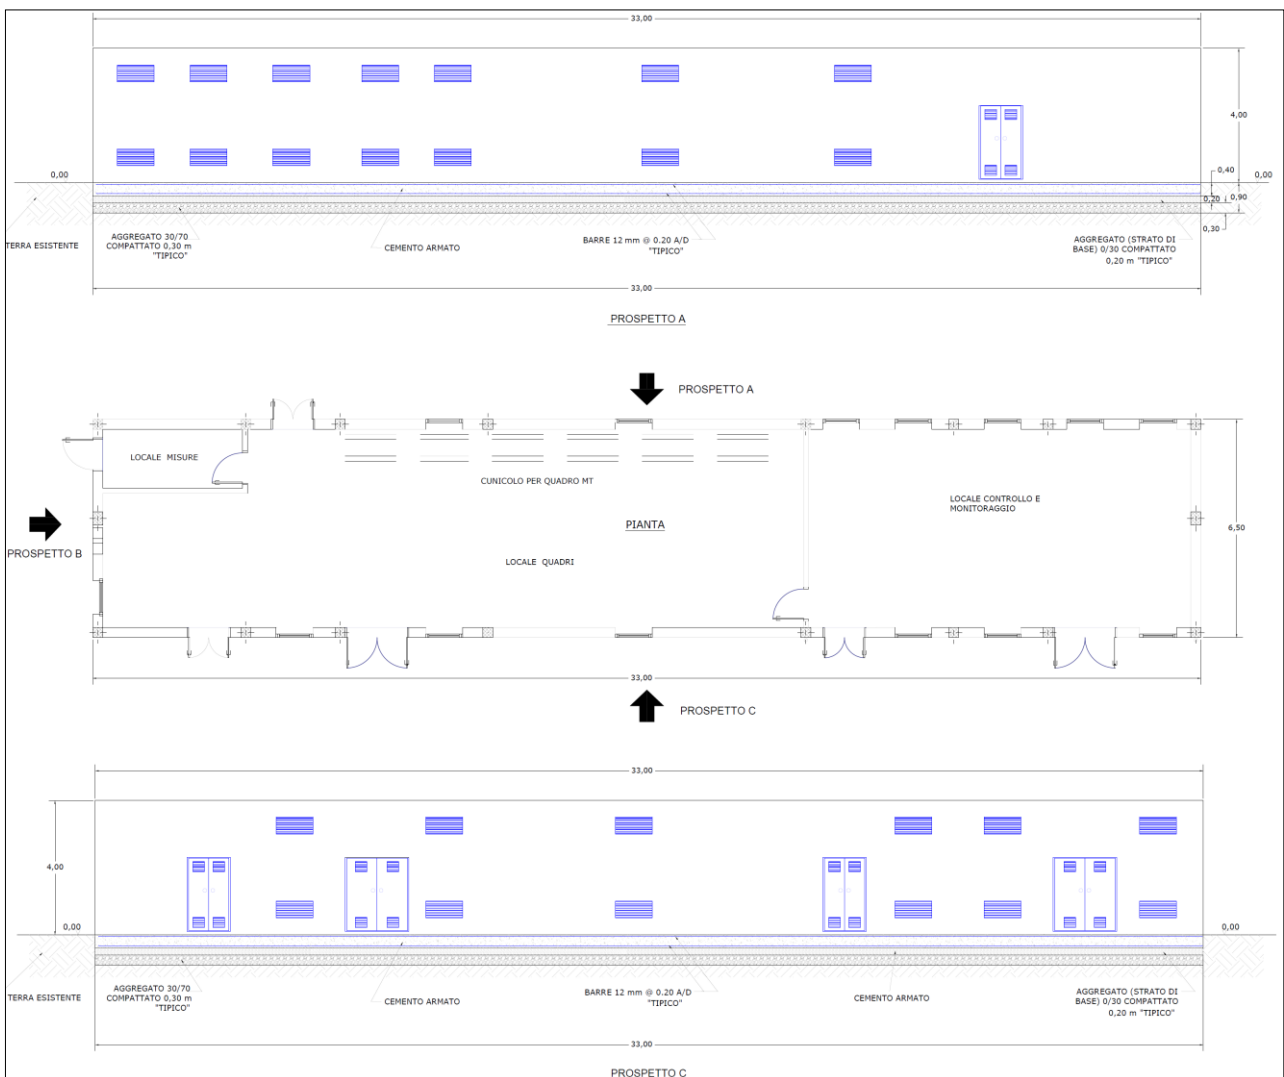 33,00
4,00
0,00
0,00
0,40
0,20
0,90
0,30
TERRA ESISTENTE
AGGREGATO 30/70
COMPATTATO 0,30 m
"TIPICO"
CEMENTO ARMATO
BARRE 12 mm @ 0.20 A/D
"TIPICO"
AGGREGATO (STRATO DI
BASE) 0/30 COMPATTATO
0,20 m "TIPICO"
33,00
PROSPETTO A
PROSPETTO A
LOCALE MISURE
CUNICOLO PER QUADRO MT
LOCALE CONTROLLO E
MONITORAGGIO
PIANTA
6,50
PROSPETTO B
LOCALE QUADRI
33,00
PROSPETTO C
33,00
4,00
0,00
0,00
TERRA ESISTENTE
AGGREGATO 30/70
COMPATTATO 0,30 m
"TIPICO"
CEMENTO ARMATO
BARRE 12 mm @ 0.20 A/D
"TIPICO"
CEMENTO ARMATO
AGGREGATO (STRATO DI
BASE) 0/30 COMPATTATO
0,20 m "TIPICO"
33,00
PROSPETTO C